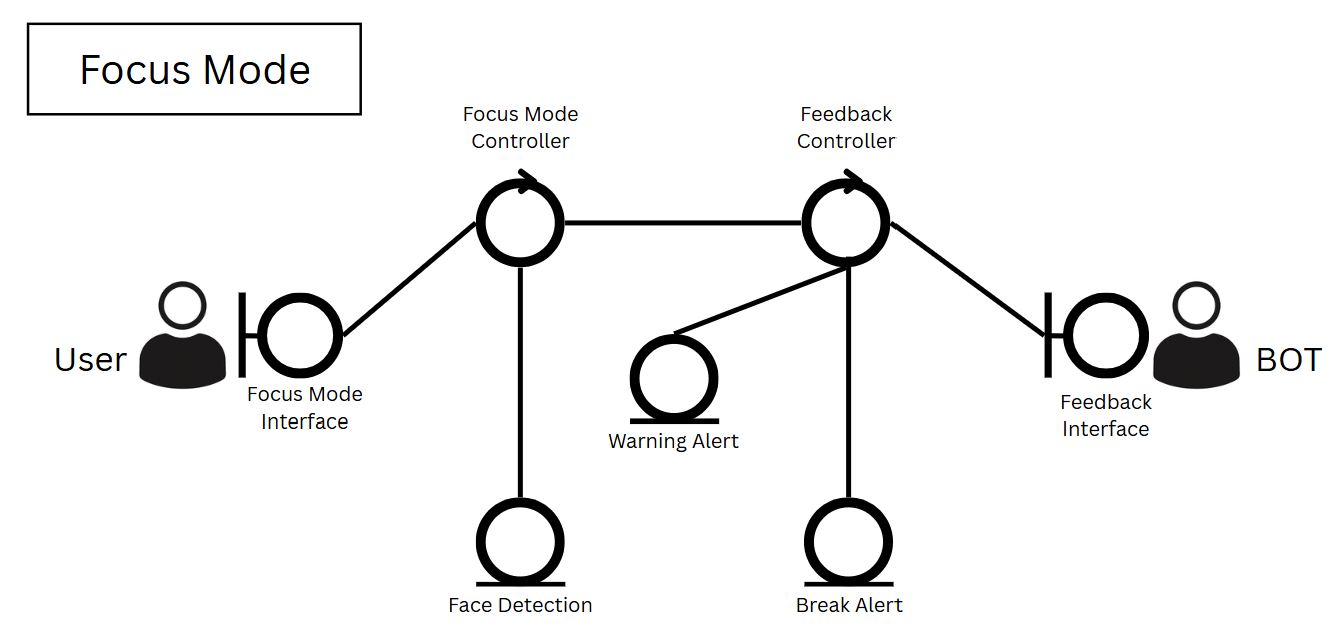 Focus Mode
Focus Mode
Controller
Feedback
Controller
User
Focus Mode
Interface
Warning Alert
Feedback
Interface
BOT
Face Detection
Break Alert